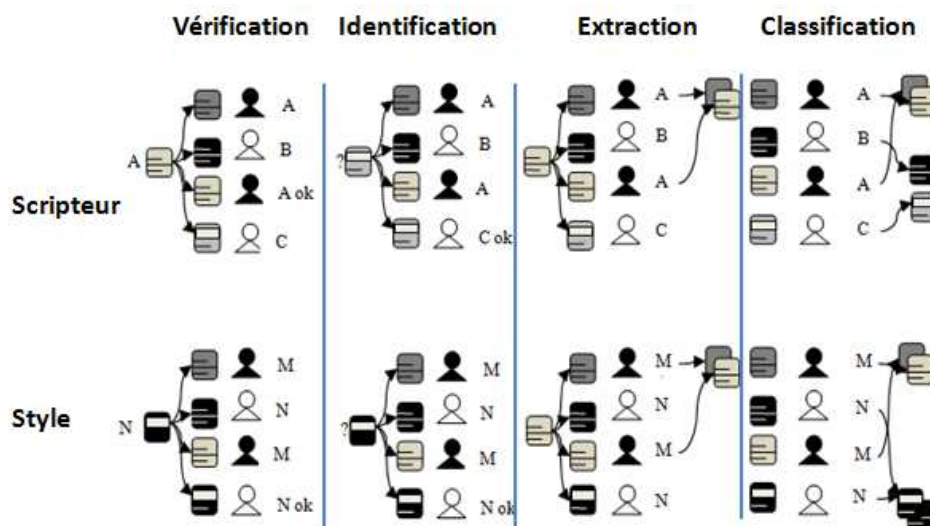 Vérification Identification Extraction Classification
A A A A
B B B B
A ? 
A ok A A A
Scripteur
C C ok C C
M M M M
N N N N
Style
N ?
M M M M
N ok N ok N N